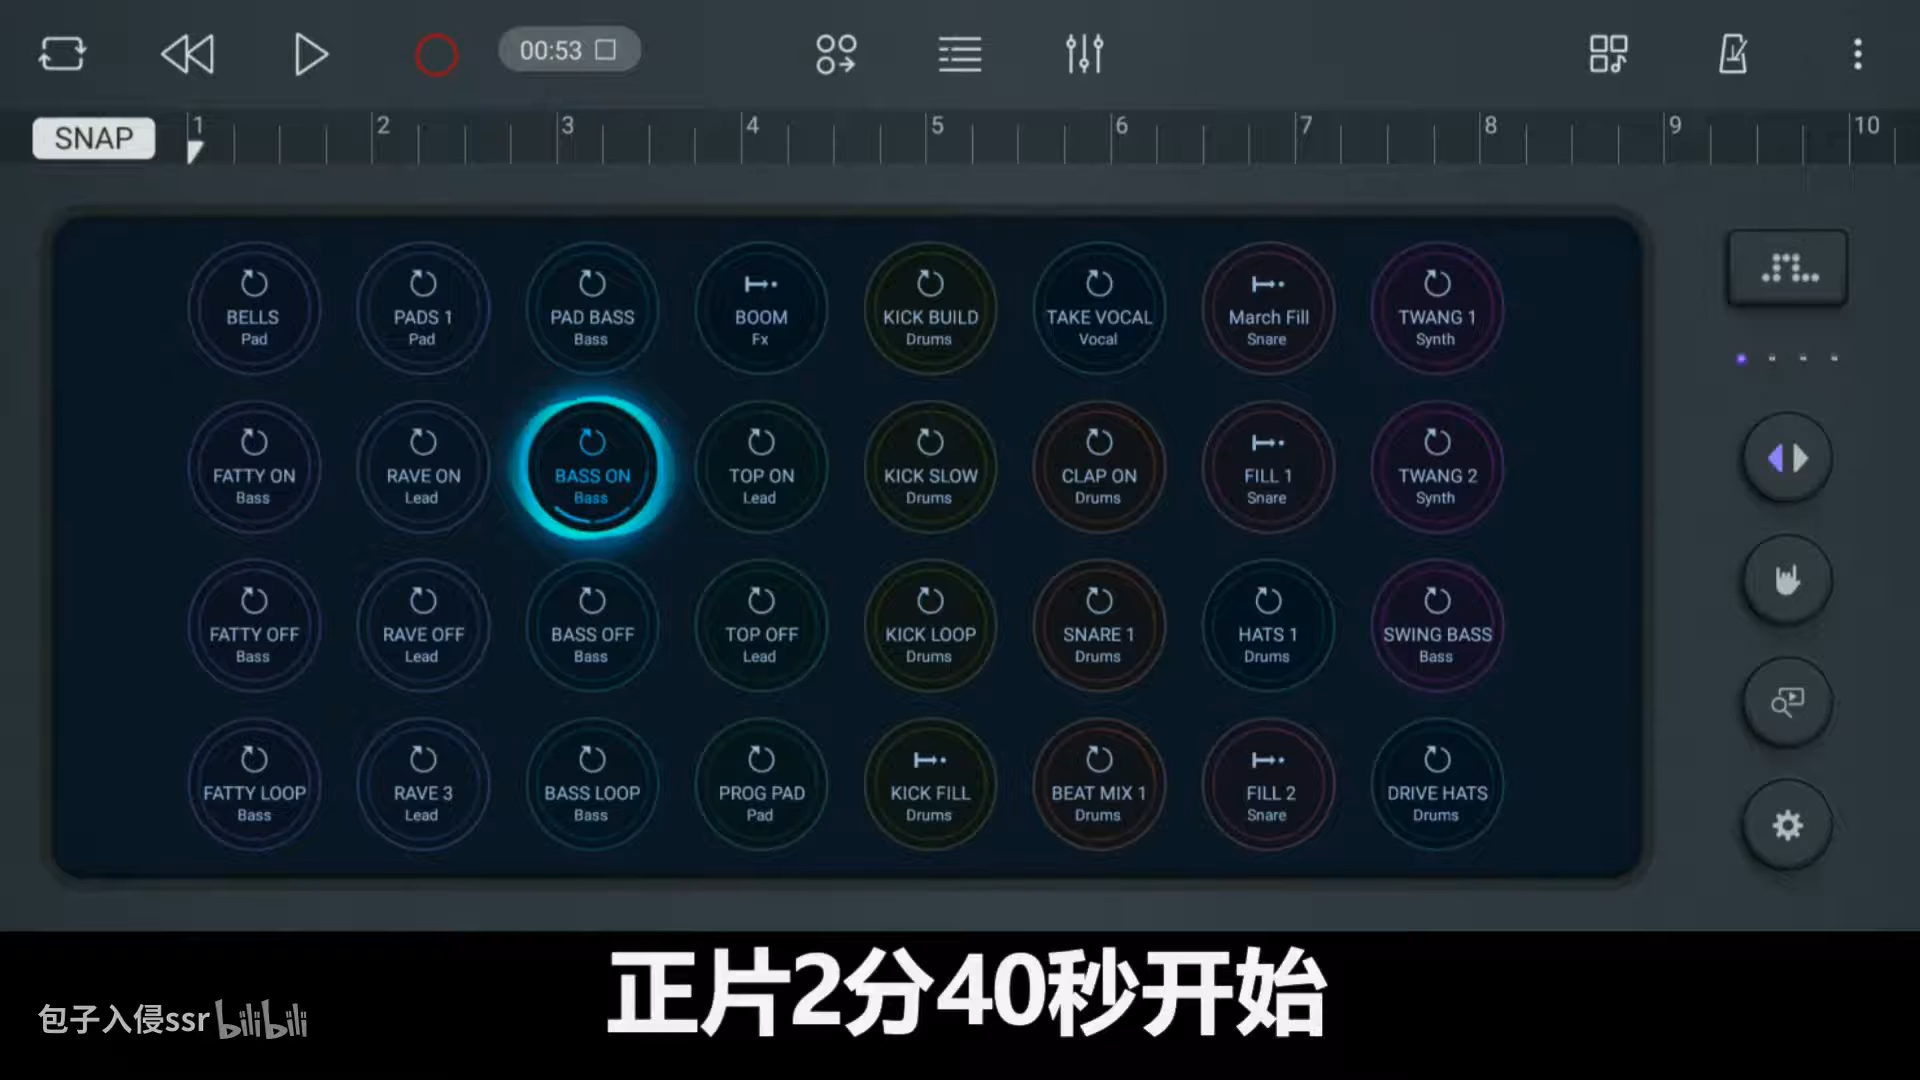 00:53
SNAP
1 2 3 4 5 6 7 8 9 10
BELLS PADS 1 PAD BASS BOOM KICK BUILD TAKE VOCAL March Fill TWANG 1
Pad Pad Bass Fx Drums Vocal Snare Synth
FATTY ON RAVE ON BASS ON TOP ON KICK SLOW CLAP ON FILL 1 TWANG 2
Bass Lead Bass Lead Drums Drums Snare Synth
FATTY OFF RAVE OFF BASS OFF TOP OFF KICK LOOP SNARE 1 HATS 1 SWING BASS
Bass Lead Bass Lead Drums Drums Drums Bass
FATTY LOOP RAVE 3 BASS LOOP PROG PAD KICK FILL BEAT MIX 1 FILL 2 DRIVE HATS
Bass Lead Bass Pad Drums Drums Snare Drums
正片2分40秒开始
包子入侵ssr bilibili